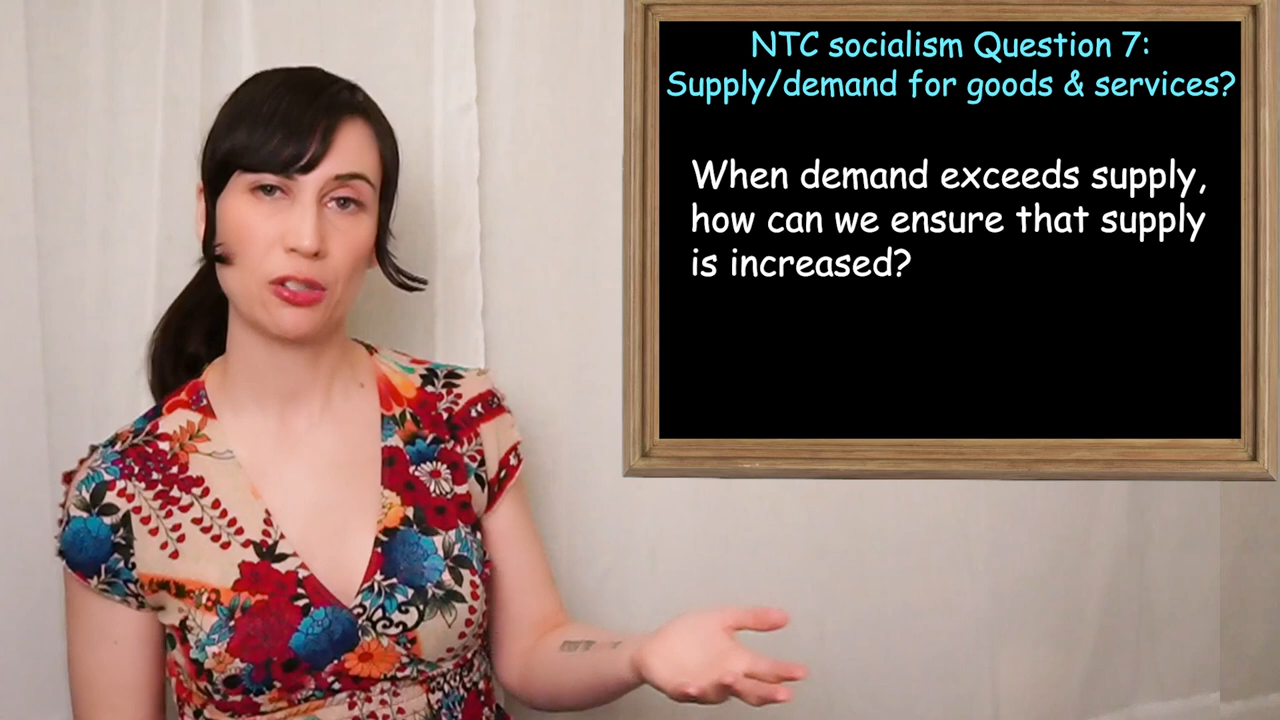 NTC socialism Question 7:
Supply/demand for goods & services?
When demand exceeds supply,
how can we ensure that supply
is increased?